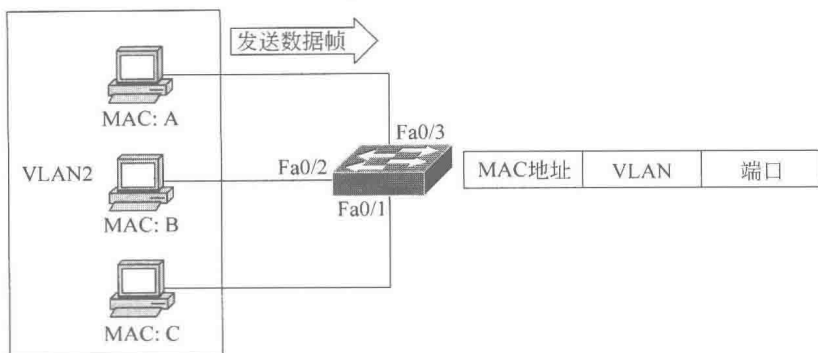 发送数据帧
MAC: A
Fa0/3
VLAN2
Fa0/2
MAC地址 VLAN 端口
MAC: B
Fa0/1
MAC: C